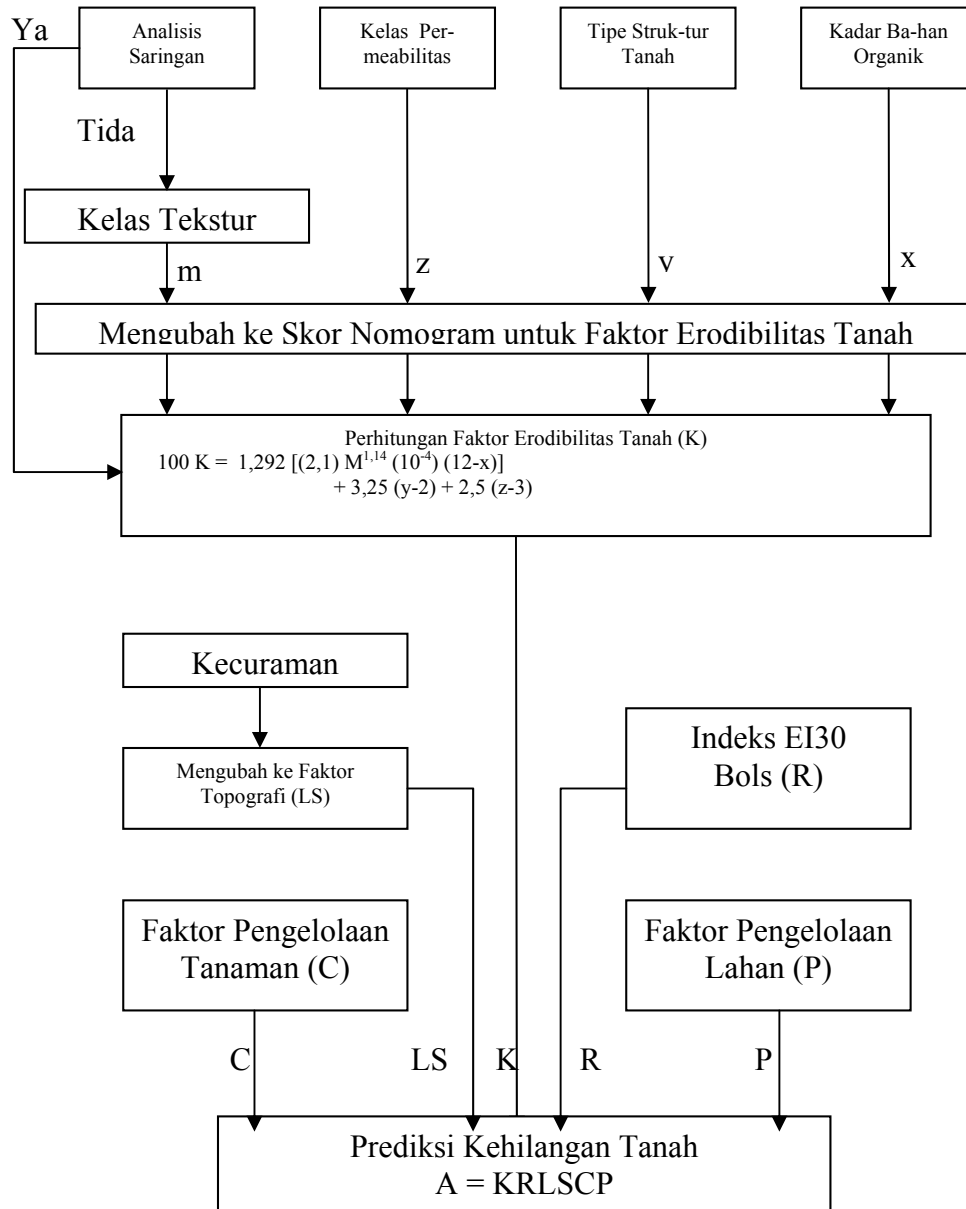 Ya
Analisis
Saringan
Kelas Per-
meabilitas
Tipe Struk-tur
Tanah
Kadar Ba-han
Organik
Tida
Kelas Tekstur
m
z
v
x
Mengubah ke Skor Nomogram untuk Faktor Erodibilitas Tanah
Perhitungan Faktor Erodibilitas Tanah (K)
100 K = 1,292 [(2,1) M^1,14 (10^-4) (12-x)]
+ 3,25 (y-2) + 2,5 (z-3)
Kecuraman
Mengubah ke Faktor
Topografi (LS)
Indeks EI30
Bols (R)
Faktor Pengelolaan
Tanaman (C)
Faktor Pengelolaan
Lahan (P)
C
LS
K
R
P
Prediksi Kehilangan Tanah
A = KRLSCP